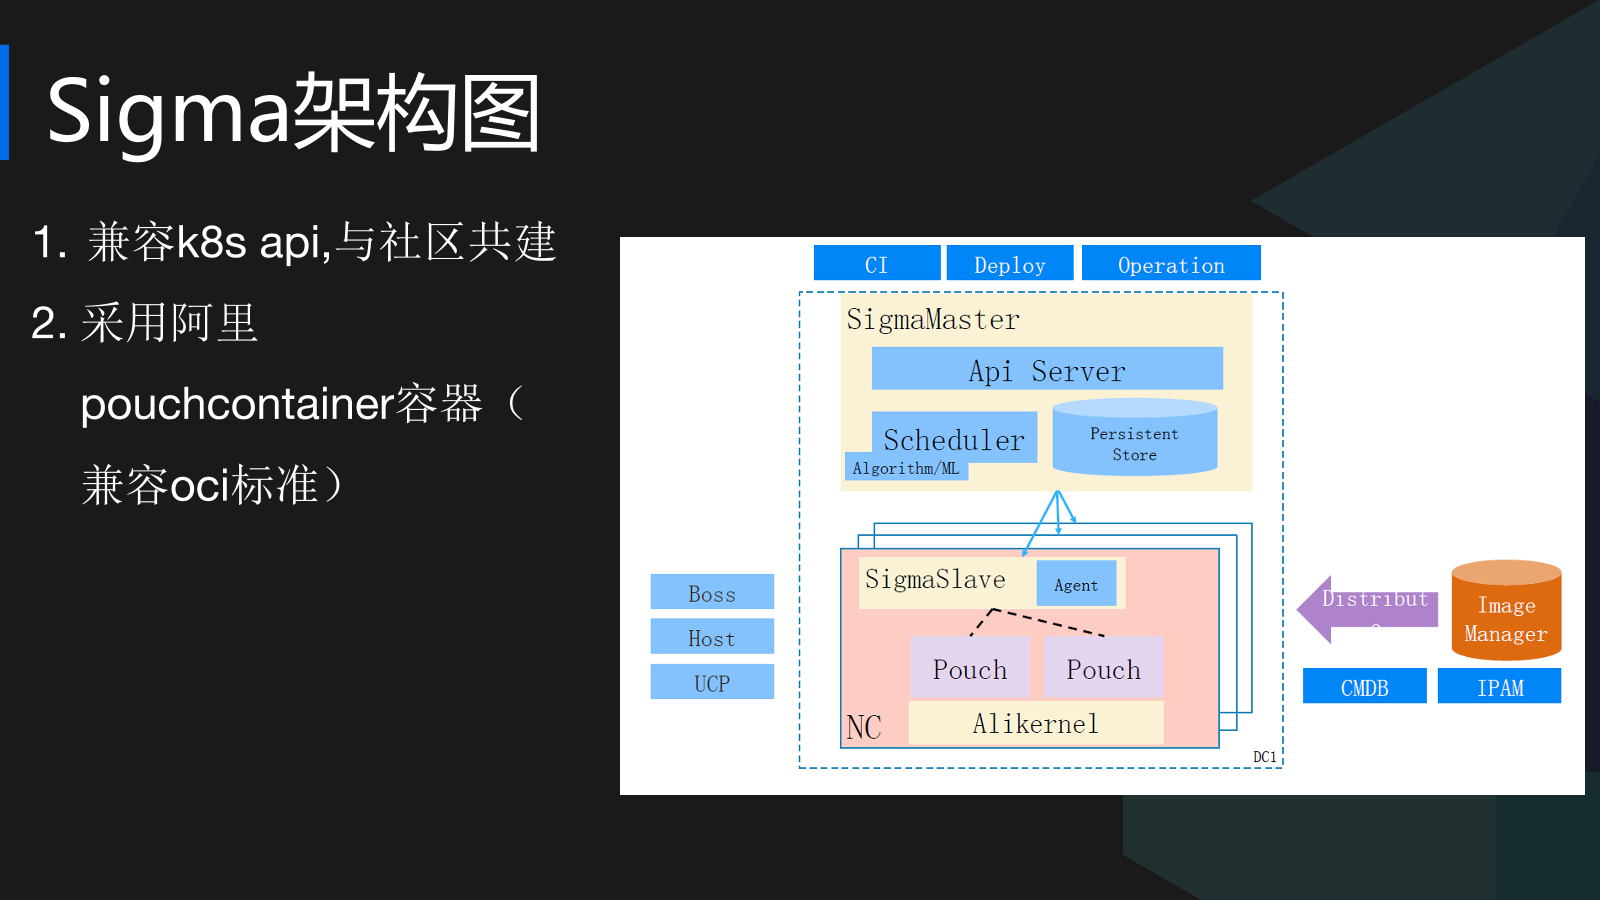 Sigma架构图
1. 兼容k8s api,与社区共建
2. 采用阿里
pouchcontainer容器（
兼容oci标准）
CI
Deploy
Operation
SigmaMaster
Api Server
Scheduler
Algorithm/ML
Persistent
Store
SigmaSlave
Agent
Pouch
Pouch
NC
Alikernel
DC1
Boss
Host
UCP
Distribut
Image
Manager
CMDB
IPAM